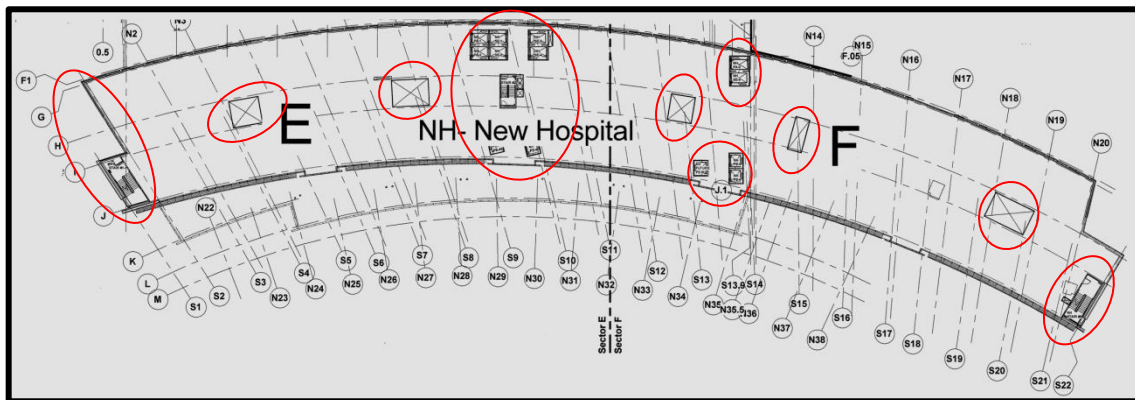 N2
N3
0.5
F1
G
H
I
J
K
L
M
E
NH- New Hospital
F
N14
F.05
N15
N16
N17
N18
N19
N20
J.1
N22
S1
S2
S3
N23
S4
N24
S5
N25
S6
N26
S7
N27
S8
N28
S9
N29
N30
S10
N31
S11
N32
Sector E
Sector F
N33
S12
N34
S13
N35
S13.9
N35.5
S14
N36
S15
N37
S16
N38
S17
S18
S19
S20
S21
S22